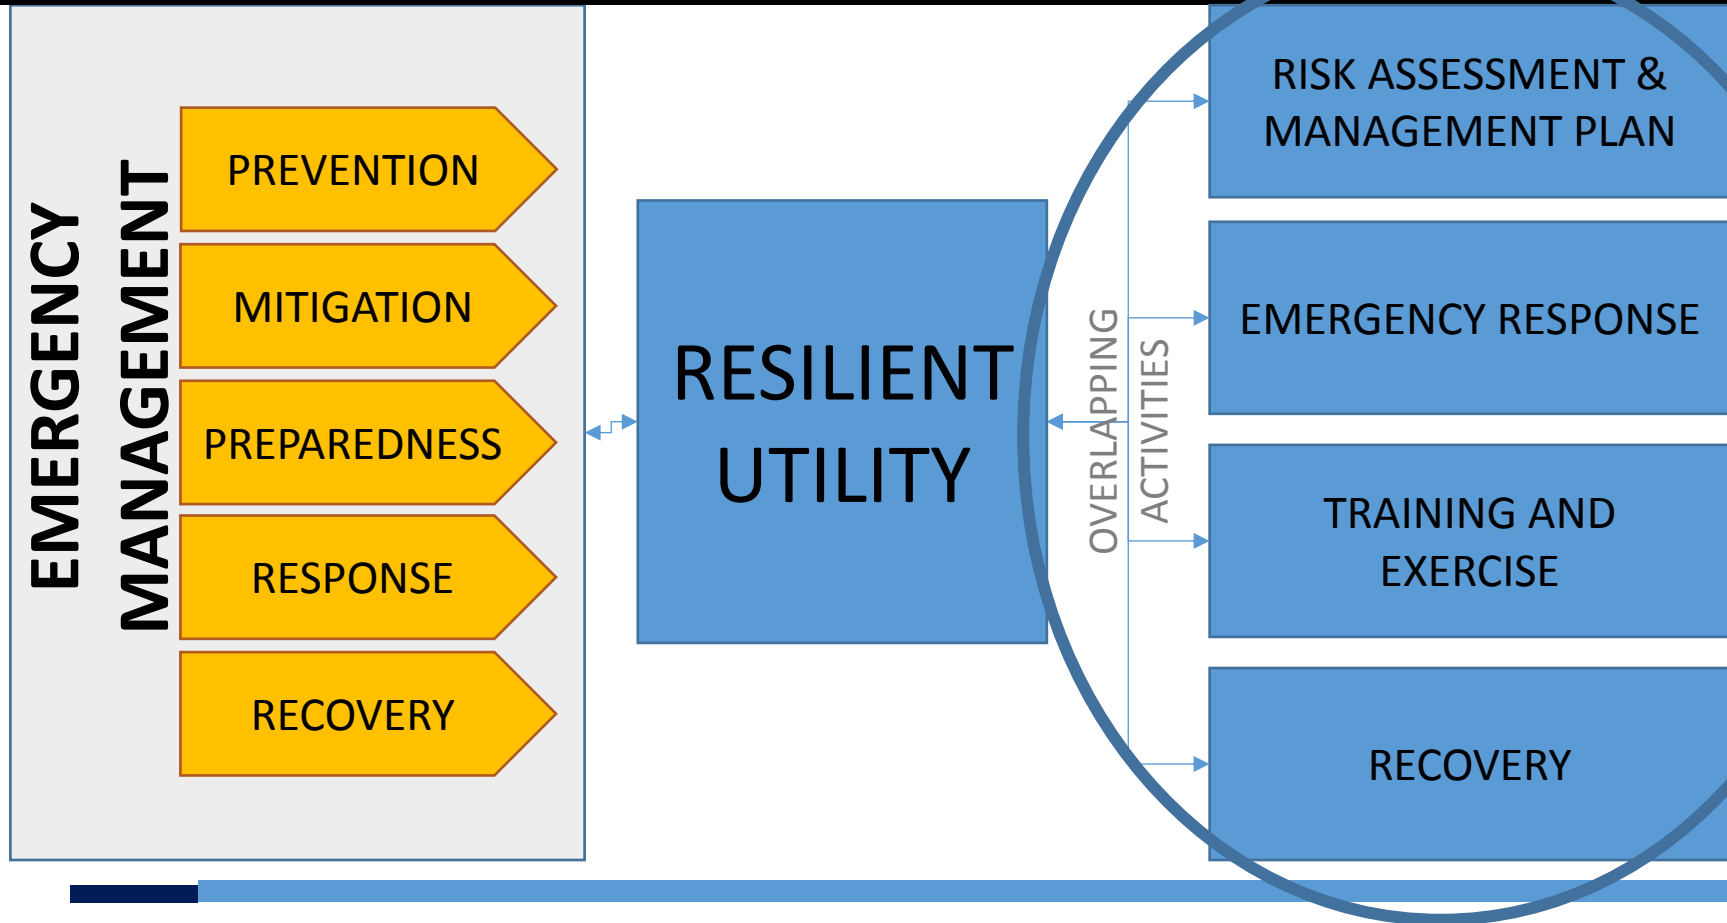 EMERGENCY
MANAGEMENT
PREVENTION
MITIGATION
PREPAREDNESS
RESPONSE
RECOVERY
RESILIENT
UTILITY
OVERLAPPING
ACTIVITIES
RISK ASSESSMENT &
MANAGEMENT PLAN
EMERGENCY RESPONSE
TRAINING AND
EXERCISE
RECOVERY